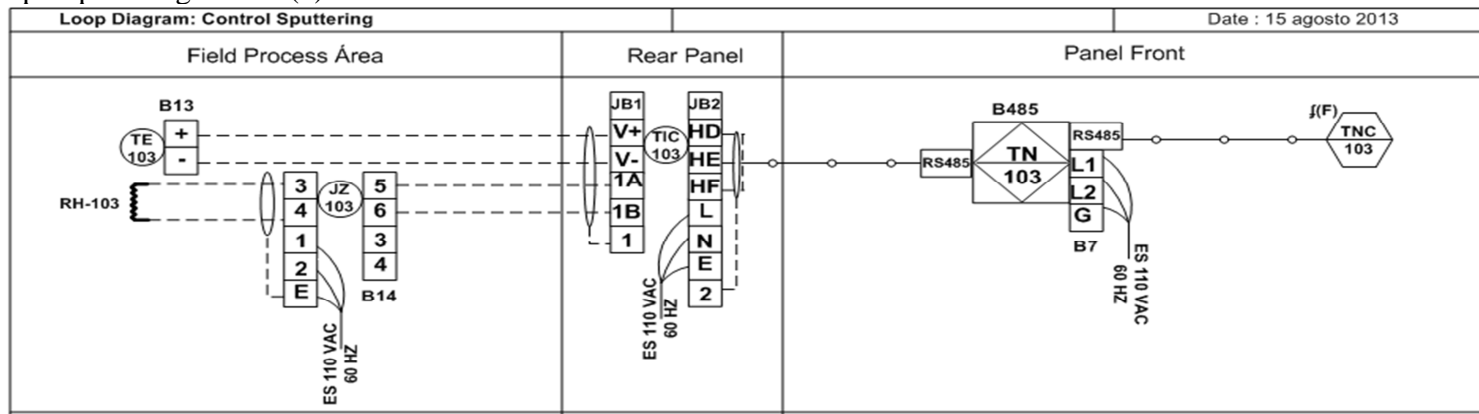 Loop Diagram: Control Sputtering
Date : 15 agosto 2013
Field Process Área
Rear Panel
Panel Front
B13
TE
103
+
-
RH-103
3
4
1
2
E
JZ
103
5
6
3
4
B14
ES 110 VAC
60 HZ
JB1
V+
V-
1A
1B
1
TIC
103
JB2
HD
HE
HF
L
N
E
2
ES 110 VAC
60 HZ
B485
RS485
TN
103
RS485
L1
L2
G
B7
ES 110 VAC
60 HZ
∫(F)
TNC
103